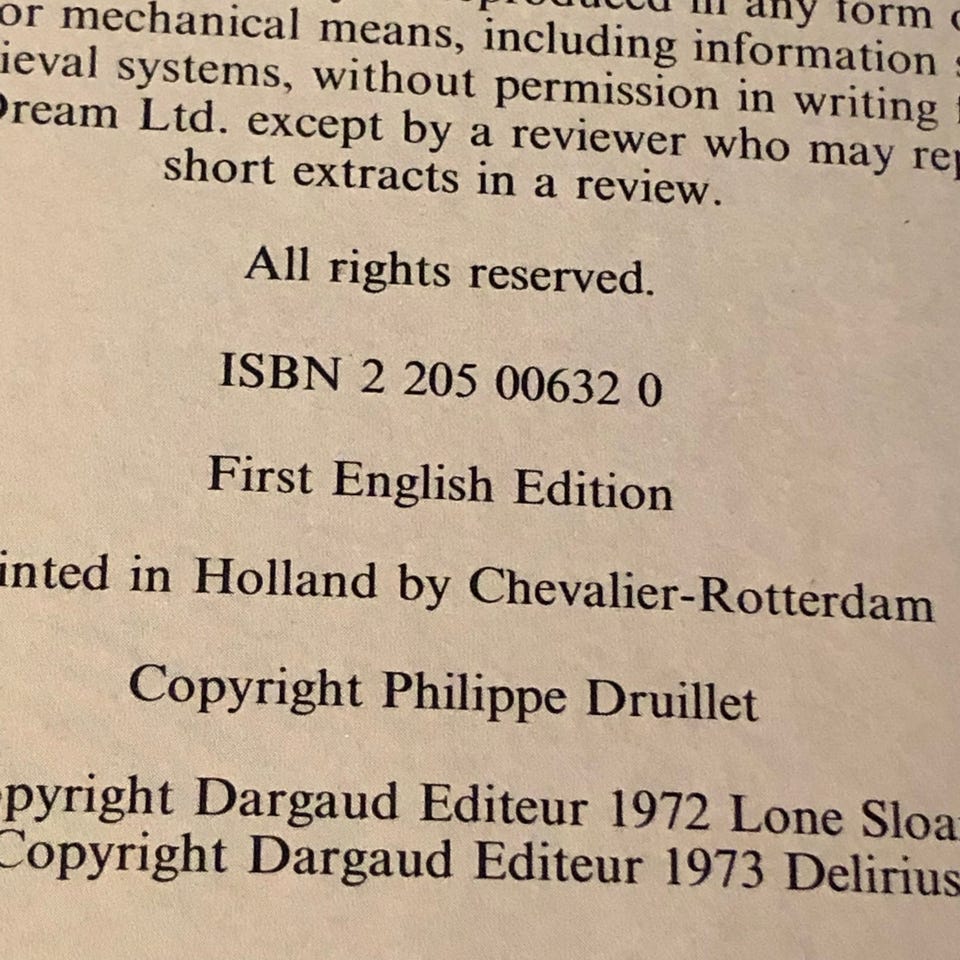 or mechanical means, including information
ieval systems, without permission in writing
Dream Ltd. except by a reviewer who may rep
short extracts in a review.
All rights reserved.
ISBN 2 205 00632 0
First English Edition
inted in Holland by Chevalier-Rotterdam
Copyright Philippe Druillet
opyright Dargaud Editeur 1972 Lone Sloa
Copyright Dargaud Editeur 1973 Delirius